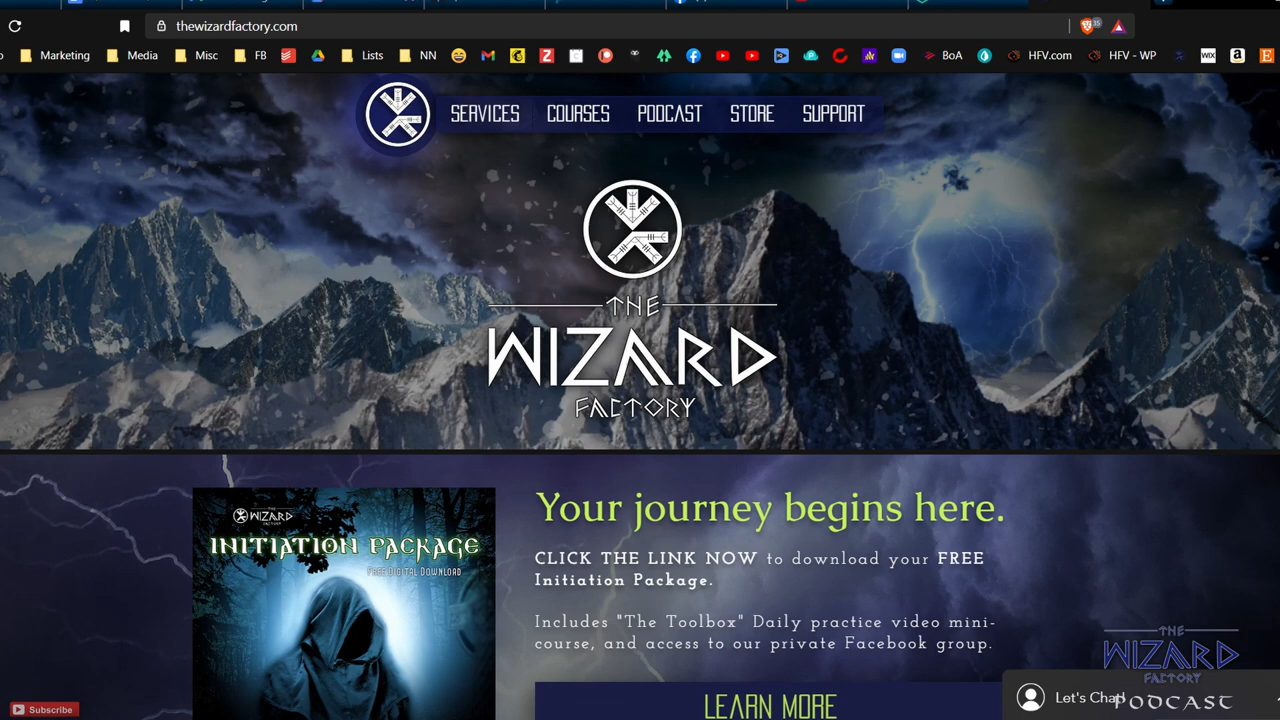 thewizardfactory.com
35
Marketing
Media
Misc
FB
Lists
NN
BoA
HFV.com
HFV - WP
WIX
SERVICES
COURSES
PODCAST
STORE
SUPPORT
THE
WIZARD
FACTORY
THE
WIZARD
FACTORY
INITIATION PACKAGE
FREE DIGITAL DOWNLOAD
Your journey begins here.
CLICK THE LINK NOW to download your FREE
Initiation Package.
Includes "The Toolbox" Daily practice video mini-
course, and access to our private Facebook group.
LEARN MORE
THE
WIZARD
FACTORY
PODCAST
Let's Chat!
Subscribe